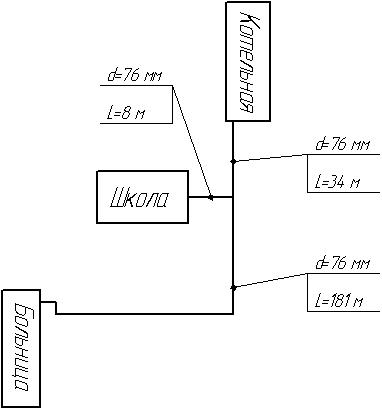 Котельная
d=76 мм
L=8 м
d=76 мм
L=34 м
Школа
d=76 мм
L=181 м
Больница